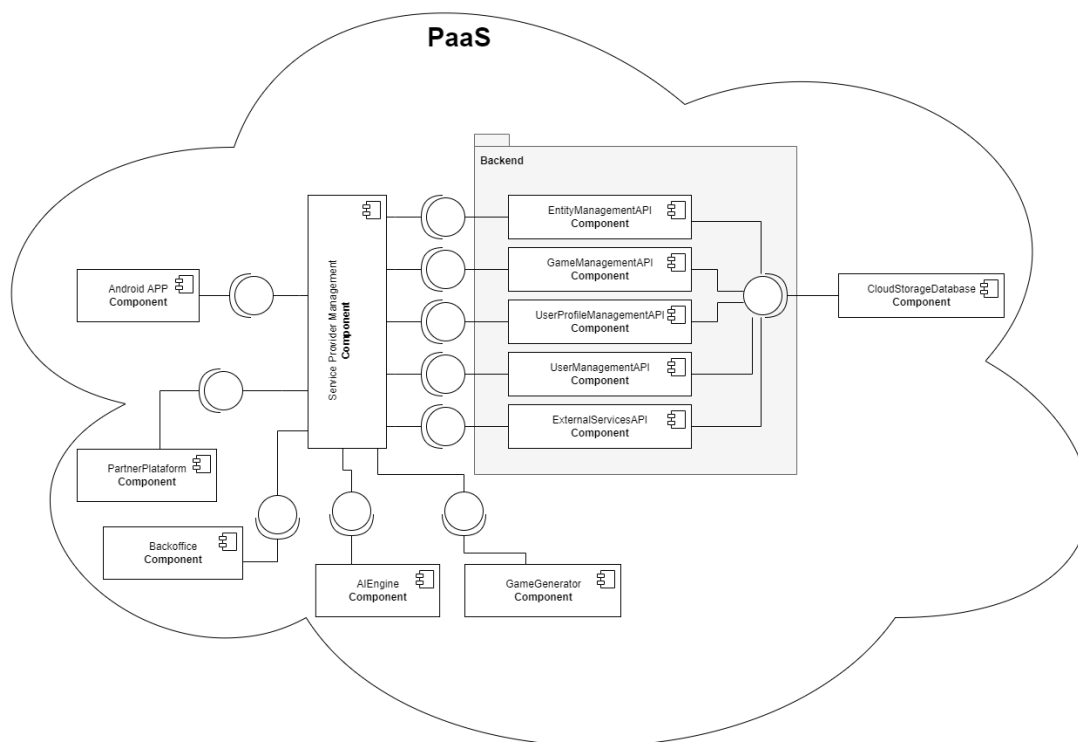 PaaS
Backend
EntityManagementAPI
Component
GameManagementAPI
Component
UserProfileManagementAPI
Component
UserManagementAPI
Component
ExternalServicesAPI
Component
Service Provider Management
Component
CloudStorageDatabase
Component
Android APP
Component
PartnerPlataform
Component
Backoffice
Component
AIEngine
Component
GameGenerator
Component